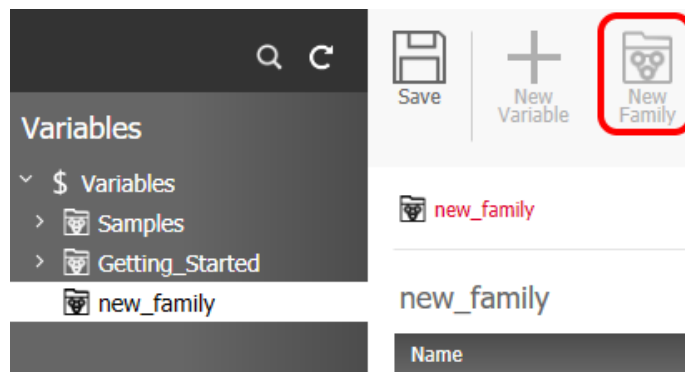 Variables
$ Variables
Samples
Getting_Started
new_family
Save
New
Variable
New
Family
new_family
new_family
Name